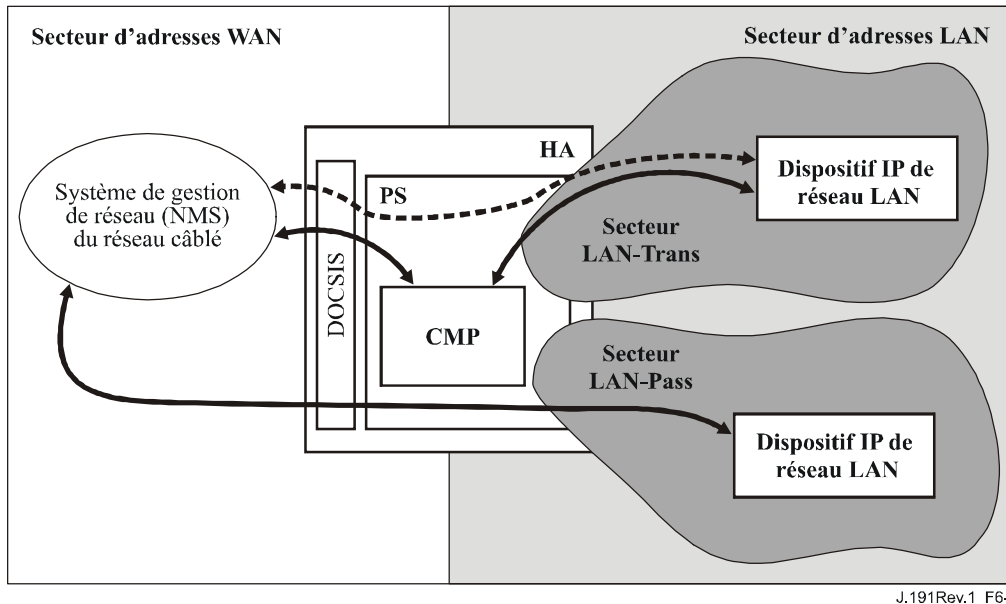 Secteur d'adresses WAN
Secteur d'adresses LAN
HA
Dispositif IP de
réseau LAN
Système de gestion
de réseau (NMS)
du réseau câblé
PS
Secteur
LAN-Trans
DOCSIS
CMP
Secteur
LAN-Pass
Dispositif IP de
réseau LAN
J.191Rev.1_F6-